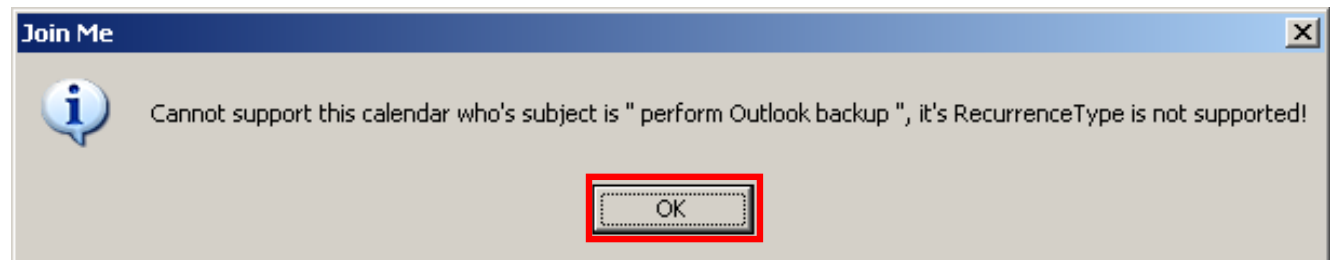 Join Me
Cannot support this calendar who's subject is " perform Outlook backup ", it's RecurrenceType is not supported!
OK